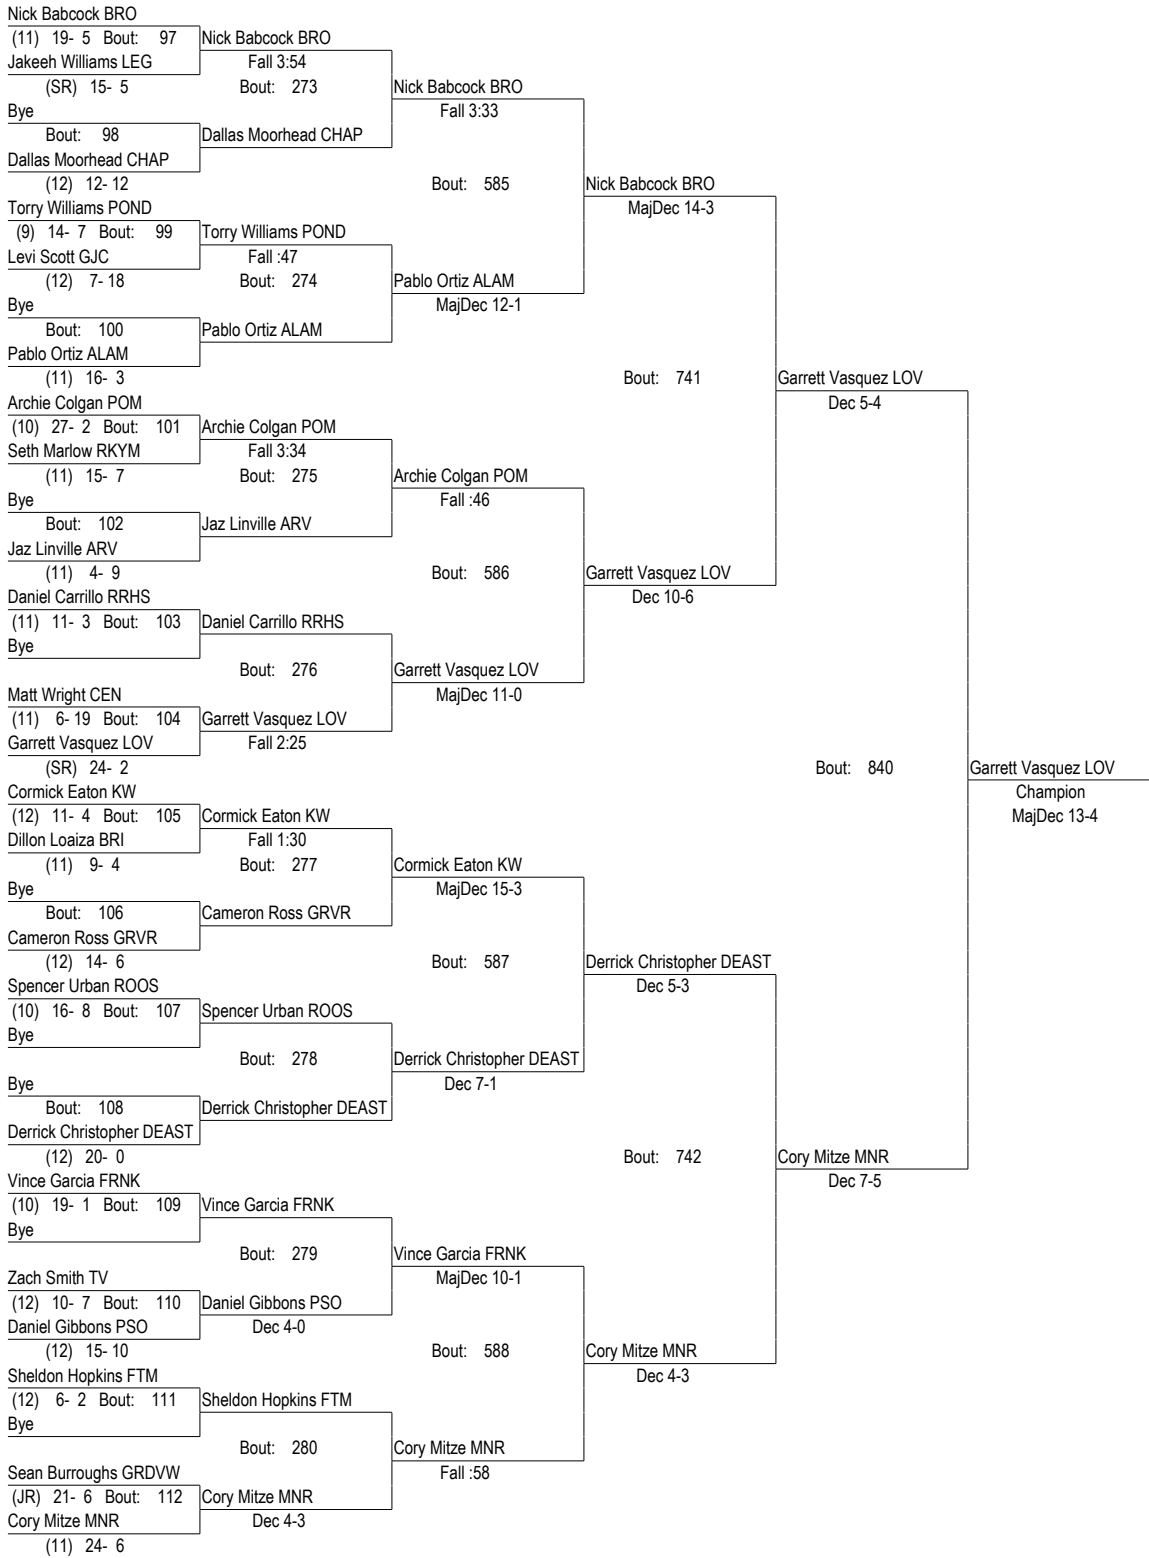 Nick Babcock BRO
(11) 19- 5 Bout: 97 Nick Babcock BRO
Jakeeh Williams LEG Fall 3:54
(SR) 15- 5 Bout: 273 Nick Babcock BRO
Bye Fall 3:33
Bout: 98 Dallas Moorhead CHAP
Dallas Moorhead CHAP
(12) 12- 12 Bout: 585 Nick Babcock BRO
Torry Williams POND MajDec 14-3
(9) 14- 7 Bout: 99 Torry Williams POND
Levi Scott GJC Fall :47
(12) 7- 18 Bout: 274 Pablo Ortiz ALAM
Bye MajDec 12-1
Bout: 100 Pablo Ortiz ALAM
Pablo Ortiz ALAM
(11) 16- 3 Bout: 741 Garrett Vasquez LOV
Archie Colgan POM Dec 5-4
(10) 27- 2 Bout: 101 Archie Colgan POM
Seth Marlow RKYM Fall 3:34
(11) 15- 7 Bout: 275 Archie Colgan POM
Bye Fall :46
Bout: 102 Jaz Linville ARV
Jaz Linville ARV
(11) 4- 9 Bout: 586 Garrett Vasquez LOV
Daniel Carrillo RRHS Dec 10-6
(11) 11- 3 Bout: 103 Daniel Carrillo RRHS
Bye
Bout: 276 Garrett Vasquez LOV
Matt Wright CEN MajDec 11-0
(11) 6- 19 Bout: 104 Garrett Vasquez LOV
Garrett Vasquez LOV Fall 2:25
(SR) 24- 2 Bout: 840 Garrett Vasquez LOV
Cormick Eaton KW Champion
(12) 11- 4 Bout: 105 Cormick Eaton KW MajDec 13-4
Dillon Loaiza BRI Fall 1:30
(11) 9- 4 Bout: 277 Cormick Eaton KW
Bye MajDec 15-3
Bout: 106 Cameron Ross GRVR
Cameron Ross GRVR
(12) 14- 6 Bout: 587 Derrick Christopher DEAST
Spencer Urban ROOS Dec 5-3
(10) 16- 8 Bout: 107 Spencer Urban ROOS
Bye
Bout: 278 Derrick Christopher DEAST
Bye Dec 7-1
Bout: 108 Derrick Christopher DEAST
Derrick Christopher DEAST
(12) 20- 0 Bout: 742 Cory Mitze MNR
Vince Garcia FRNK Dec 7-5
(10) 19- 1 Bout: 109 Vince Garcia FRNK
Bye
Bout: 279 Vince Garcia FRNK
Zach Smith TV MajDec 10-1
(12) 10- 7 Bout: 110 Daniel Gibbons PSO
Daniel Gibbons PSO Dec 4-0
(12) 15- 10 Bout: 588 Cory Mitze MNR
Sheldon Hopkins FTM Dec 4-3
(12) 6- 2 Bout: 111 Sheldon Hopkins FTM
Bye
Bout: 280 Cory Mitze MNR
Sean Burroughs GRDVW Fall :58
(JR) 21- 6 Bout: 112 Cory Mitze MNR
Cory Mitze MNR Dec 4-3
(11) 24- 6